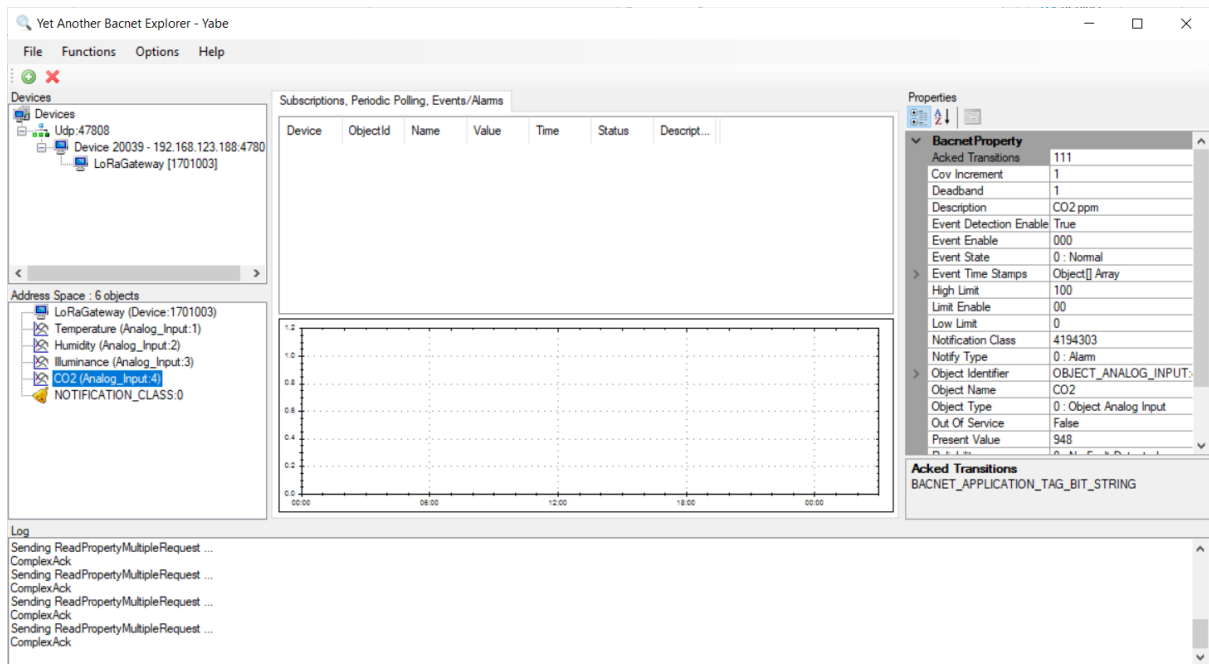 Yet Another Bacnet Explorer - Yabe
File Functions Options Help
Devices
Devices
Udp:47808
Device 20039 - 192.168.123.188:4780
LoRaGateway [1701003]
Address Space : 6 objects
LoRaGateway (Device:1701003)
Temperature (Analog_Input:1)
Humidity (Analog_Input:2)
Illuminance (Analog_Input:3)
CO2 (Analog_Input:4)
NOTIFICATION_CLASS:0
Subscriptions, Periodic Polling, Events/Alarms
Device ObjectId Name Value Time Status Descript...
1.2
1.0
0.8
0.6
0.4
0.2
0.0
00:00 06:00 12:00 18:00 00:00
Properties
BacnetProperty
Acked Transitions 111
Cov Increment 1
Deadband 1
Description CO2 ppm
Event Detection Enable True
Event Enable 000
Event State 0 : Normal
Event Time Stamps Object[] Array
High Limit 100
Limit Enable 00
Low Limit 0
Notification Class 4194303
Notify Type 0 : Alarm
Object Identifier OBJECT_ANALOG_INPUT:
Object Name CO2
Object Type 0 : Object Analog Input
Out Of Service False
Present Value 948
Acked Transitions
BACNET_APPLICATION_TAG_BIT_STRING
Log
Sending ReadPropertyMultipleRequest ...
ComplexAck
Sending ReadPropertyMultipleRequest ...
ComplexAck
Sending ReadPropertyMultipleRequest ...
ComplexAck
Sending ReadPropertyMultipleRequest ...
ComplexAck